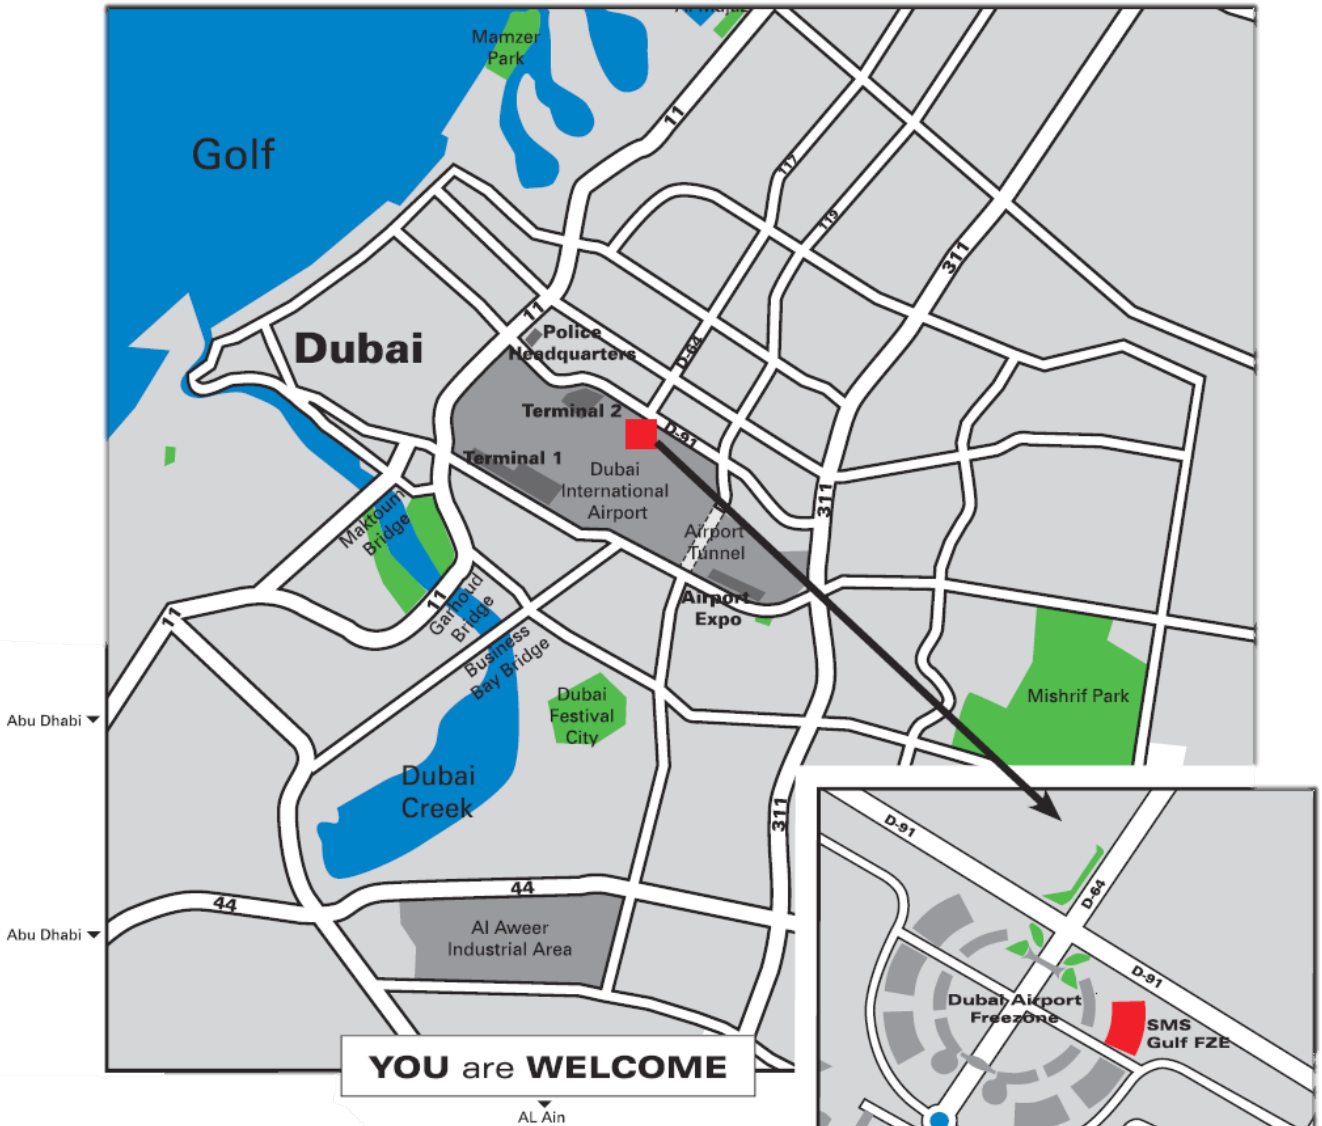 Mamzer
Park
11
Golf
117
119
311
11
Police
Headquarters
Dubai
D-64
Terminal 2
D-91
Terminal 1
Dubai
International
Airport
311
Maktoum
Bridge
Airport
Tunnel
11
Garhoud
Bridge
Airport
Expo
11
Business
Bay Bridge
Dubai
Festival
City
Mishrif Park
Abu Dhabi
Dubai
Creek
311
D-91
44
44
D-64
Abu Dhabi
Al Aweer
Industrial Area
D-91
Dubai Airport
Freezone
SMS
Gulf FZE
YOU are WELCOME
AL Ain